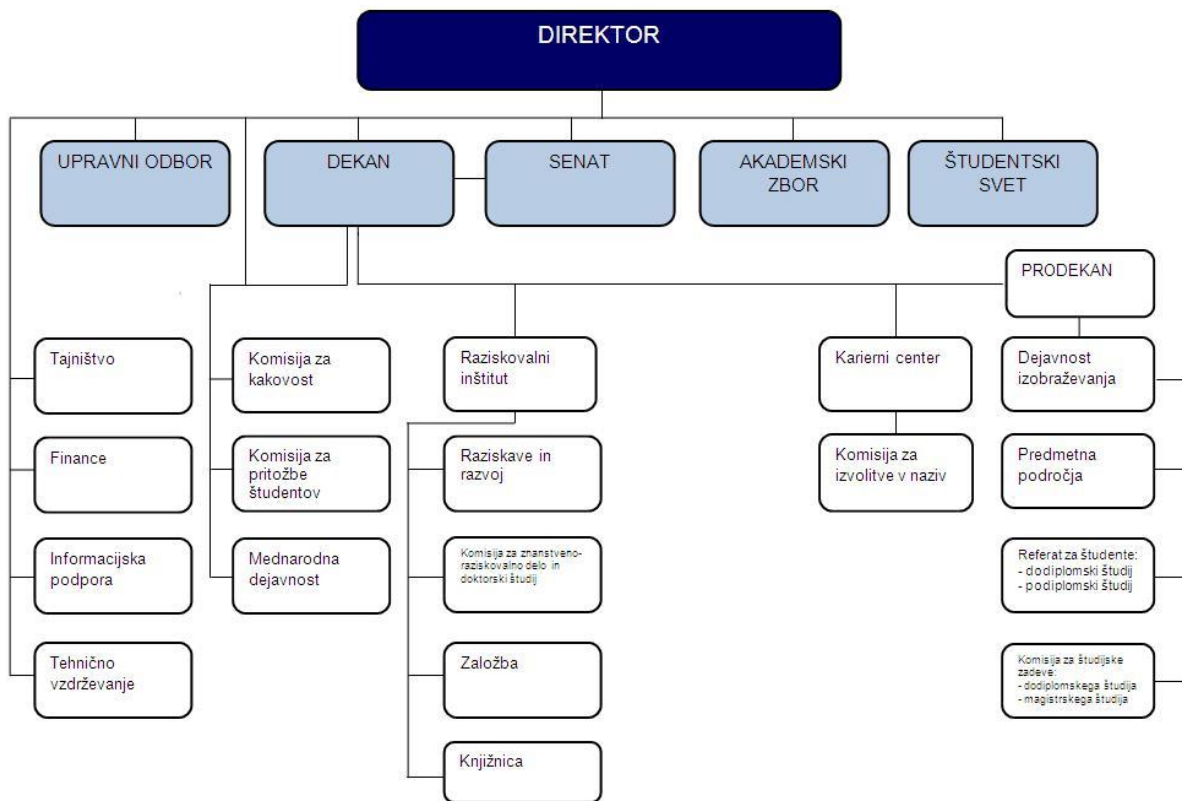 DIREKTOR
UPRAVNI ODBOR
DEKAN
SENAT
AKADEMSKI
ZBOR
ŠTUDENTSKI
SVET
PRODEKAN
Tajništvo
Komisija za
kakovost
Raziskovalni
inštitut
Karierni center
Dejavnost
izobraževanja
Finance
Komisija za
pritožbe
študentov
Raziskave in
razvoj
Komisija za
izvolitve v naziv
Predmetna
področja
Informacijska
podpora
Mednarodna
dejavnost
Komisija za znanstveno-
raziskovalno delo in
doktorski študij
Referat za študente:
- dodiplomski študij
- podiplomski študij
Tehnično
vzdrževanje
Založba
Komisija za študijske
zadeve:
- dodiplomskega študija
- magistrskega študija
Knjižnica